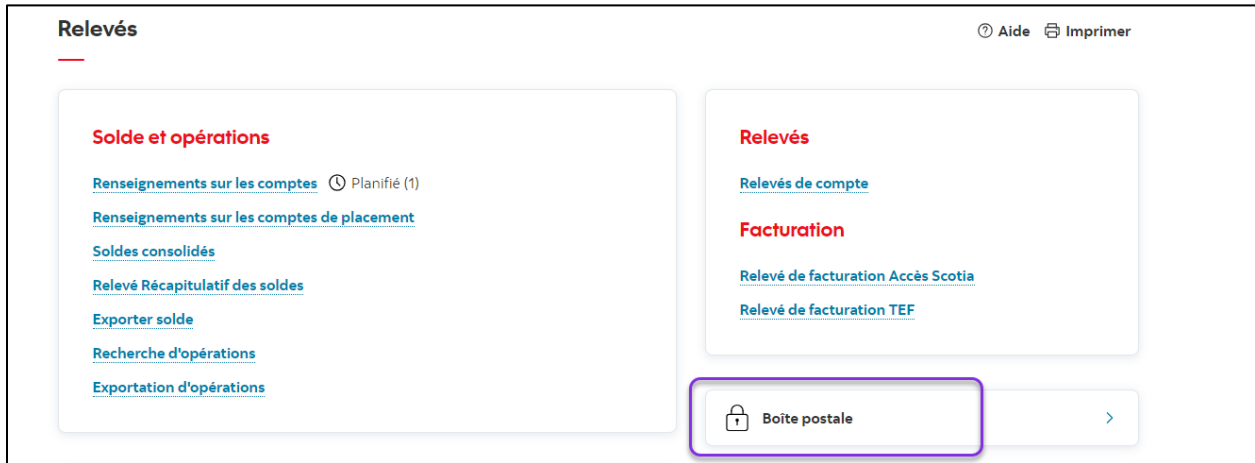 Relevés
Aide Imprimer
Solde et opérations
Renseignements sur les comptes Planifié (1)
Renseignements sur les comptes de placement
Soldes consolidés
Relevé Récapitulatif des soldes
Exporter solde
Recherche d'opérations
Exportation d'opérations
Relevés
Relevés de compte
Facturation
Relevé de facturation Accès Scotia
Relevé de facturation TEF
Boîte postale